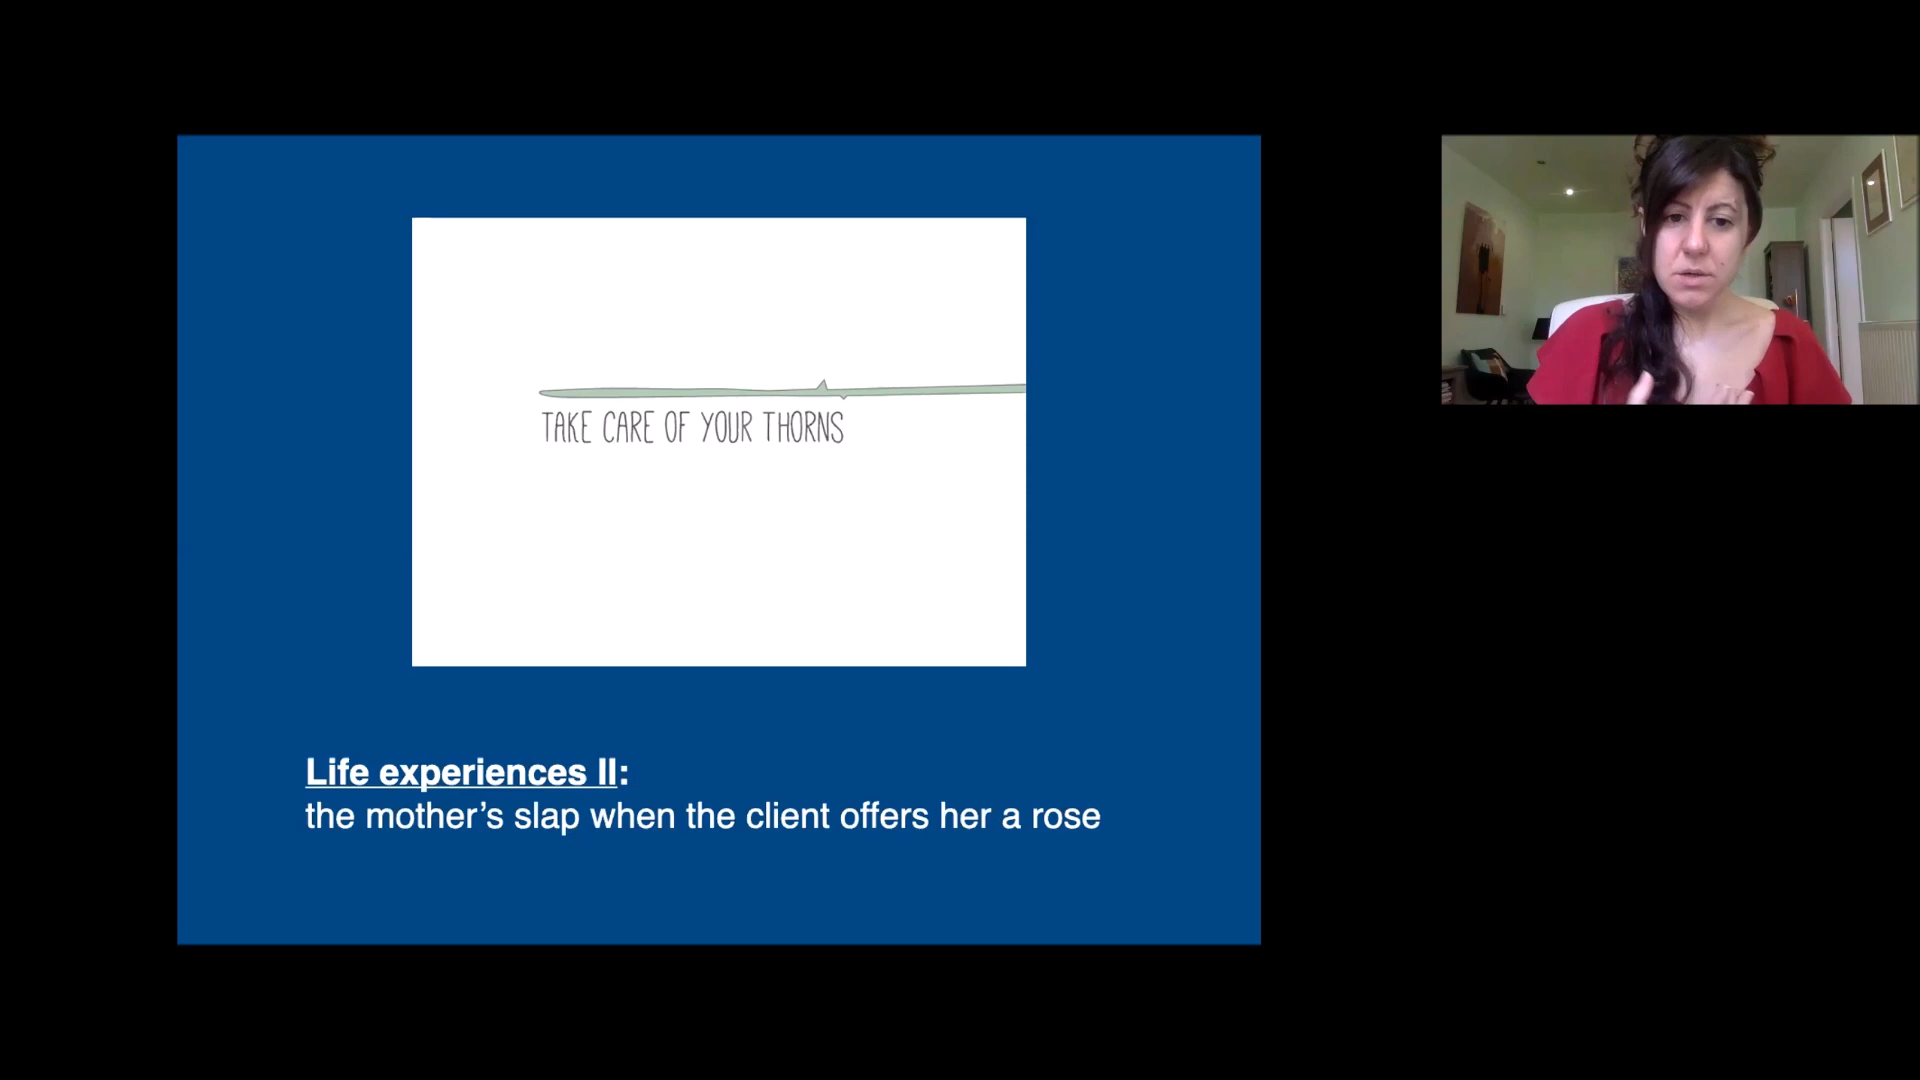 TAKE CARE OF YOUR THORNS
Life experiences II:
the mother’s slap when the client offers her a rose